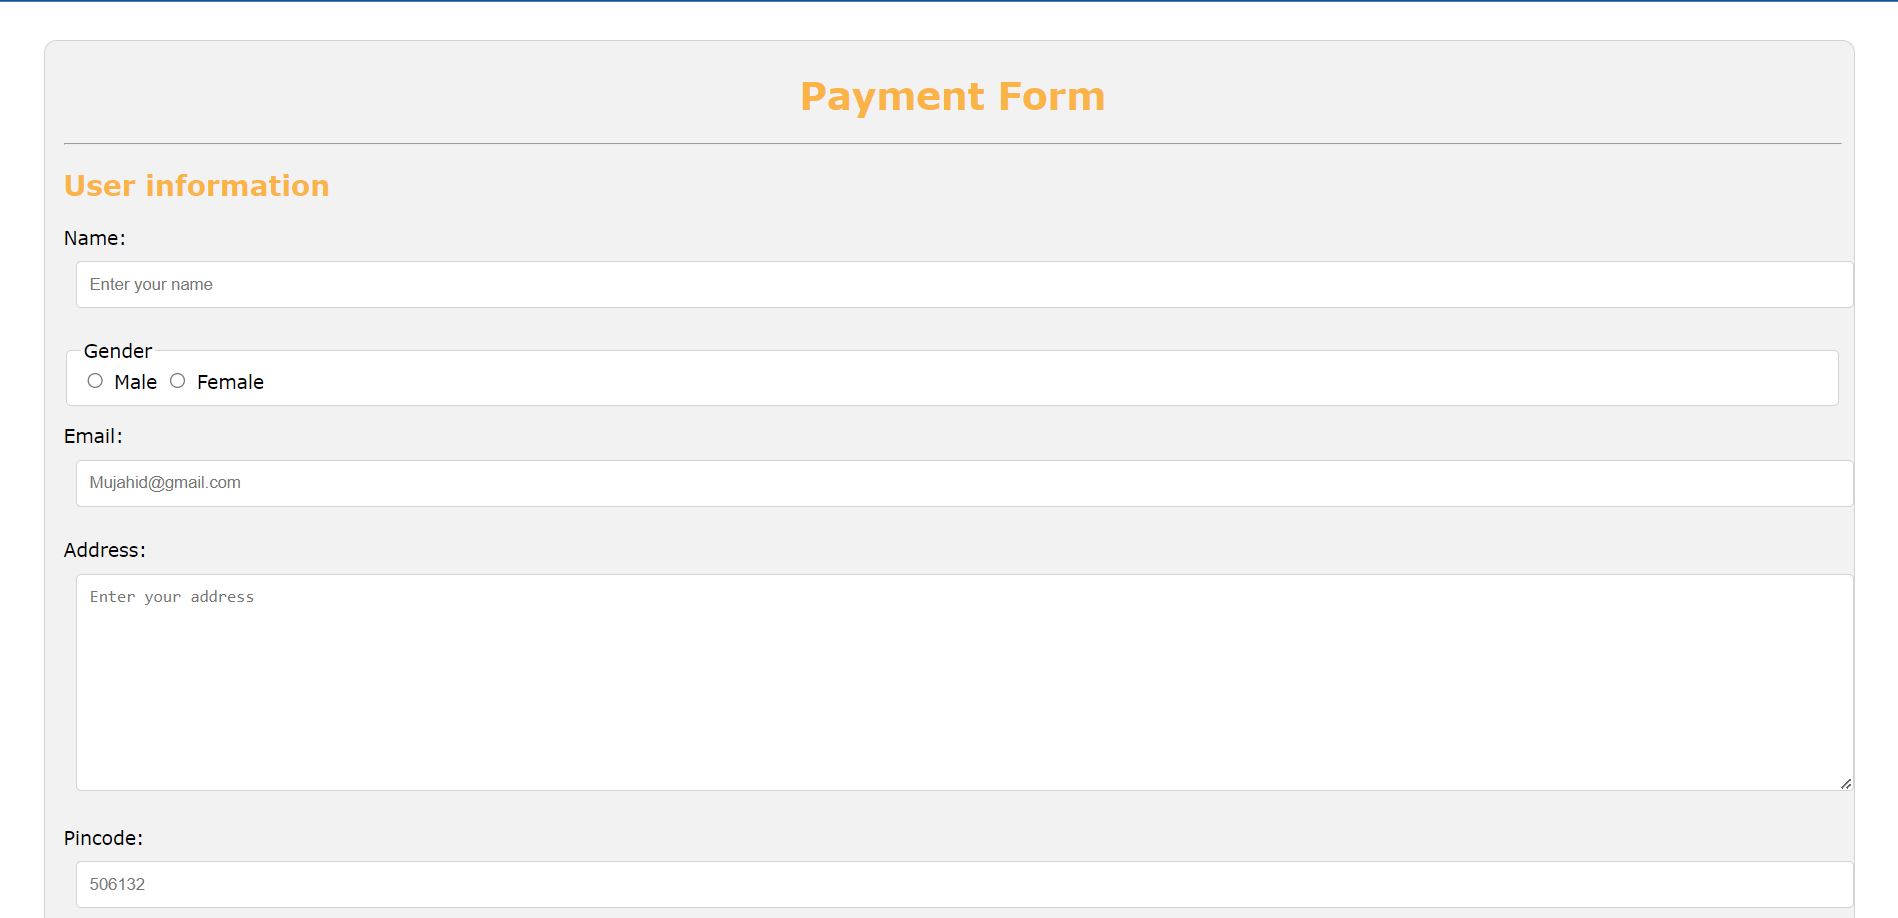 Payment Form
User information
Name:
Enter your name
Gender
Male Female
Email:
Mujahid@gmail.com
Address:
Enter your address
Pincode:
506132